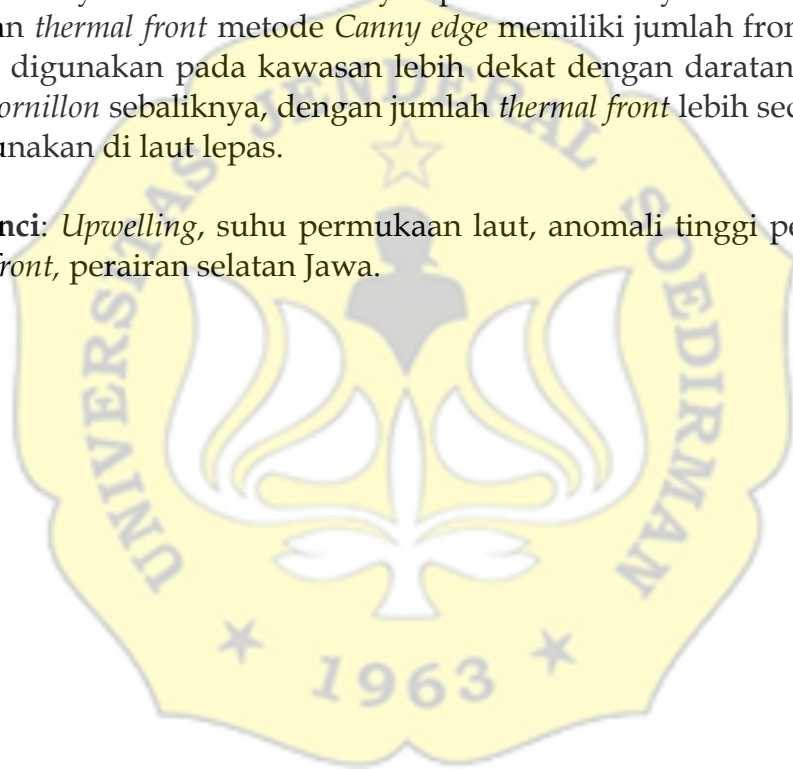 an thermal front metode Canny edge memiliki jumlah fron
digunakan pada kawasan lebih dekat dengan daratan
ornillon sebaliknya, dengan jumlah thermal front lebih sec
unakan di laut lepas.
nci: Upwelling, suhu permukaan laut, anomali tinggi pe
front, perairan selatan Jawa.
UNIVERSITAS JENDERAL SOEDIRMAN
1963